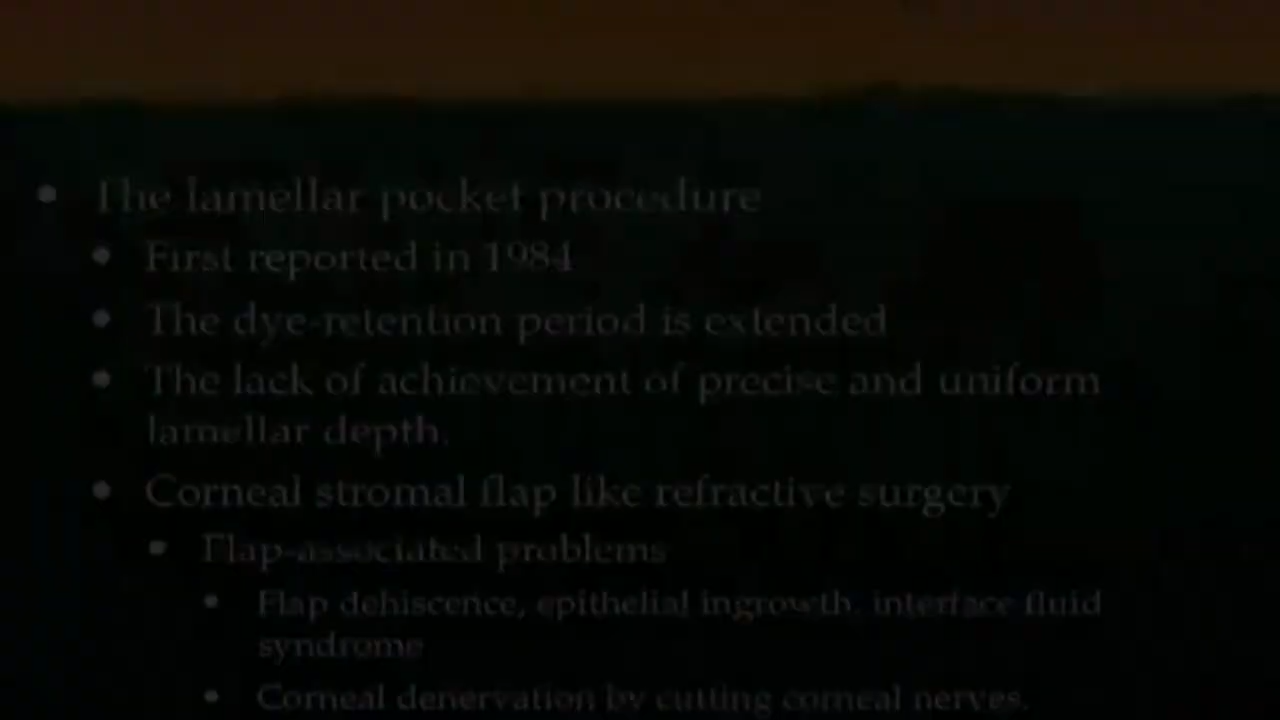 The lamellar pocket procedure
First reported in 1984
The dye-retention period is extended
The lack of achievement of precise and uniform
lamellar depth.
Corneal stromal flap like refractive surgery
Flap-associated problems
Flap dehiscence, epithelial ingrowth, interface fluid
syndrome
Corneal denervation by cutting corneal nerves.